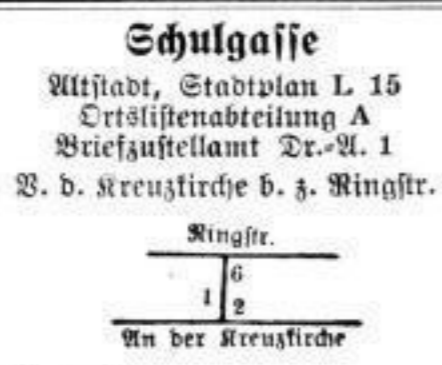 Schulgasse
Altstadt, Stadtplan L 15
Ortslistenabteilung A
Briefzustellamt Dr.-A. 1
V. d. Kreuzkirche b. z. Ringstr.
Ringstr.
6
1 2
An der Kreuzkirche